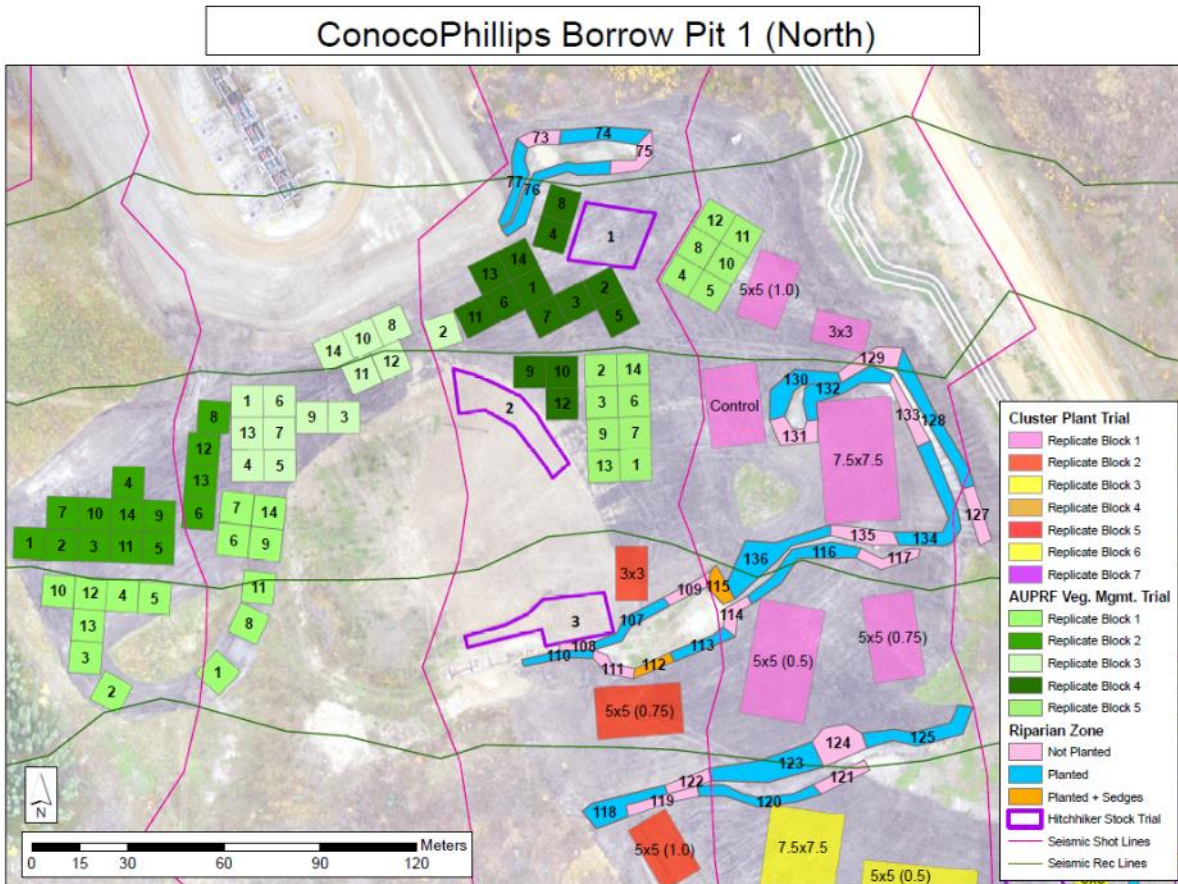 ConocoPhillips Borrow Pit 1 (North)
73
74
75
77
76
8
4
1
12
11
8
10
4
5
5x5 (1.0)
3x3
13
14
6
1
11
7
3
2
5
2
14
10
8
11
12
9
10
12
2
14
3
6
9
7
13
1
2
Control
129
130
132
131
133
128
7.5x7.5
127
1
6
9
3
13
7
4
5
8
12
13
6
4
7
10
14
9
1
2
3
11
5
7
14
6
9
10
12
4
5
13
3
2
11
8
1
135
134
136
116
117
3x3
109
115
114
107
3
108
110
111
112
113
5x5 (0.5)
5x5 (0.75)
5x5 (0.75)
124
125
123
122
121
118
119
120
5x5 (1.0)
7.5x7.5
5x5 (0.5)
Cluster Plant Trial
Replicate Block 1
Replicate Block 2
Replicate Block 3
Replicate Block 4
Replicate Block 5
Replicate Block 6
Replicate Block 7
AUPRF Veg. Mgmt. Trial
Replicate Block 1
Replicate Block 2
Replicate Block 3
Replicate Block 4
Replicate Block 5
Riparian Zone
Not Planted
Planted
Planted + Sedges
Hitchhiker Stock Trial
Seismic Shot Lines
Seismic Rec Lines
N
Meters
0 15 30 60 90 120